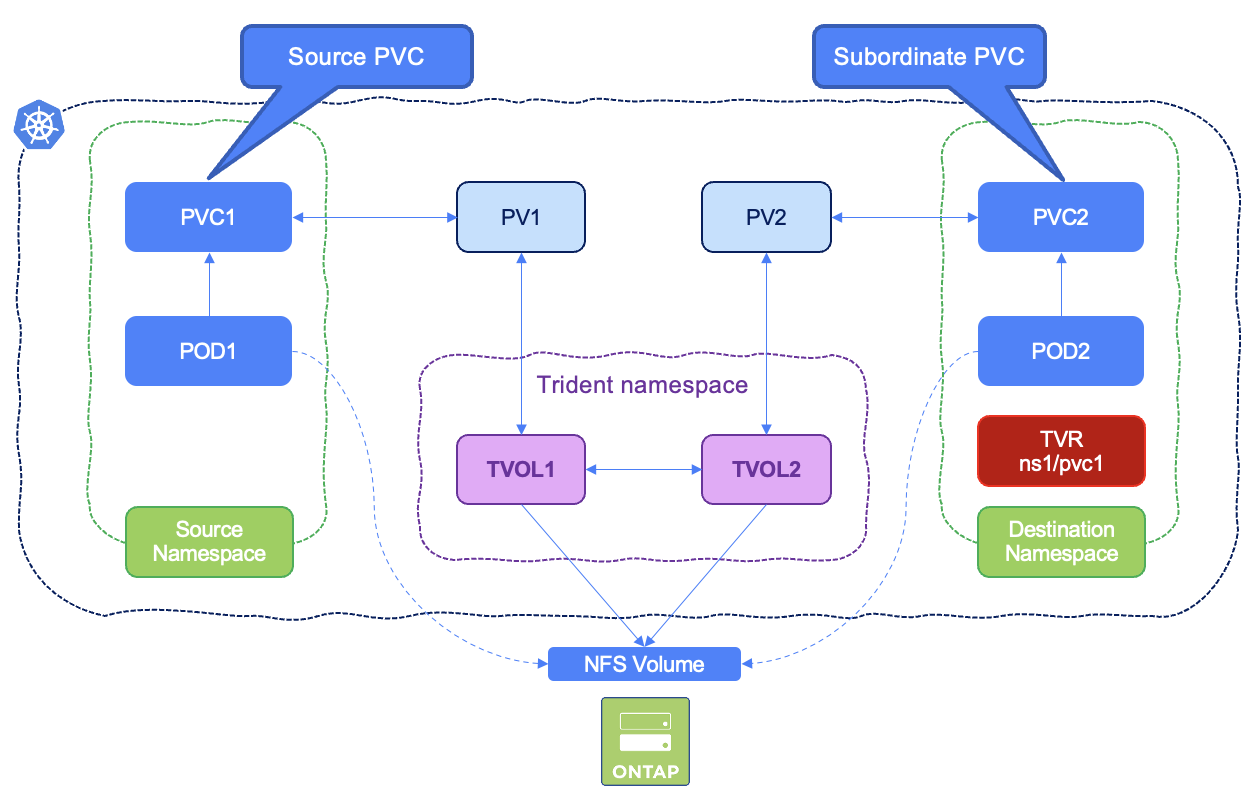 Source PVC
Subordinate PVC
PVC1
PV1
PV2
PVC2
POD1
POD2
Trident namespace
TVR
ns1/pvc1
TVOL1
TVOL2
Source
Namespace
Destination
Namespace
NFS Volume
ONTAP